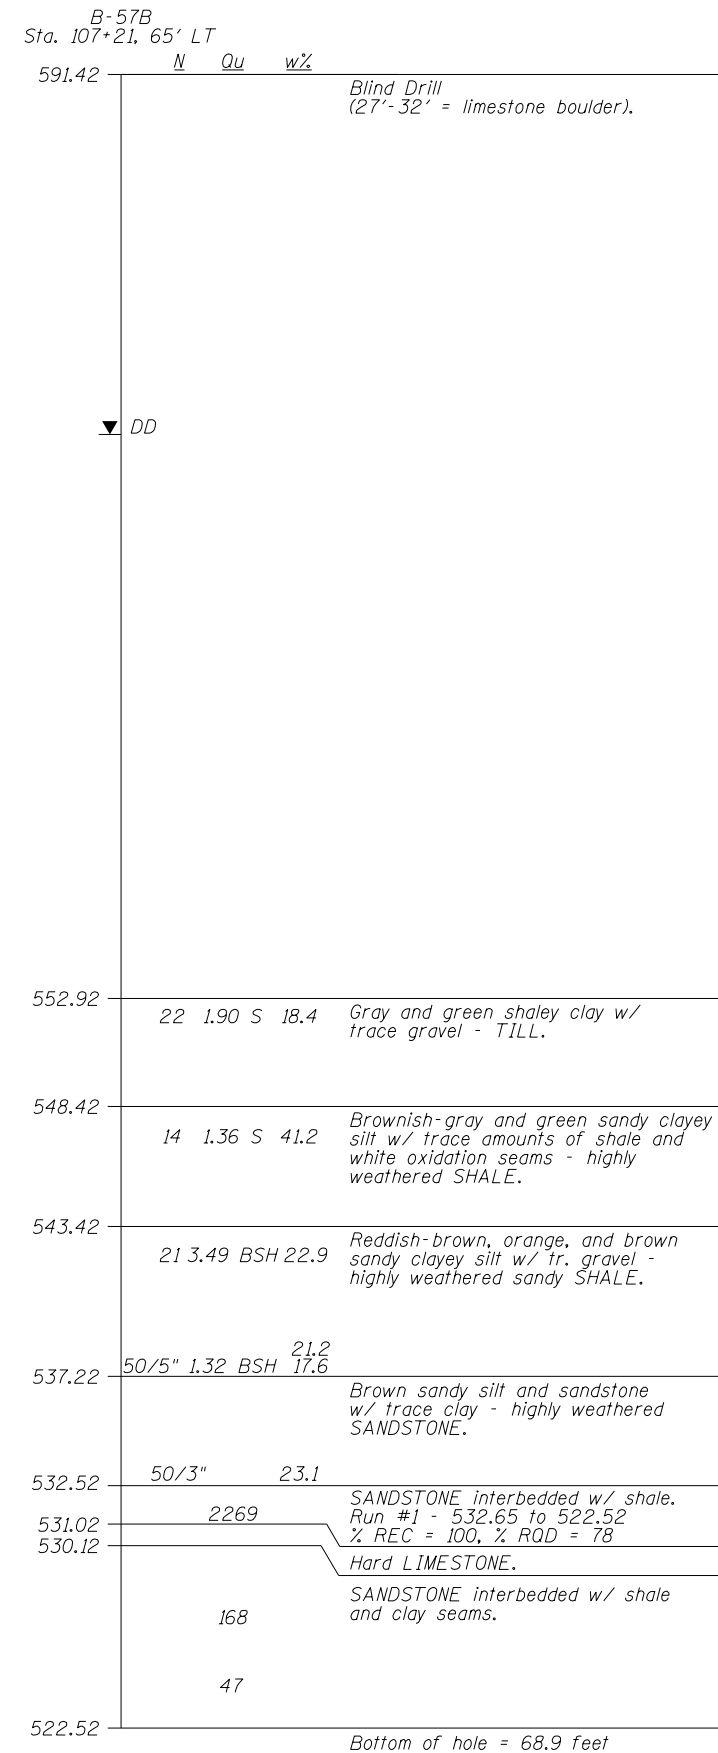 B-57B
Sta. 107+21, 65' LT
N Qu w%
591.42
Blind Drill
(27'-32' = limestone boulder).
DD
552.92
22 1.90 S 18.4 Gray and green shaley clay w/
trace gravel - TILL.
548.42
Brownish-gray and green sandy clayey
14 1.36 S 41.2 silt w/ trace amounts of shale and
white oxidation seams - highly
weathered SHALE.
543.42
Reddish-brown, orange, and brown
21 3.49 BSH 22.9 sandy clayey silt w/ tr. gravel -
highly weathered sandy SHALE.
21.2
50/5" 1.32 BSH 17.6
537.22
Brown sandy silt and sandstone
w/ trace clay - highly weathered
SANDSTONE.
50/3" 23.1
532.52
SANDSTONE interbedded w/ shale.
2269 Run #1 - 532.65 to 522.52
531.02 % REC = 100, % RQD = 78
530.12
Hard LIMESTONE.
SANDSTONE interbedded w/ shale
and clay seams.
168
47
522.52
Bottom of hole = 68.9 feet